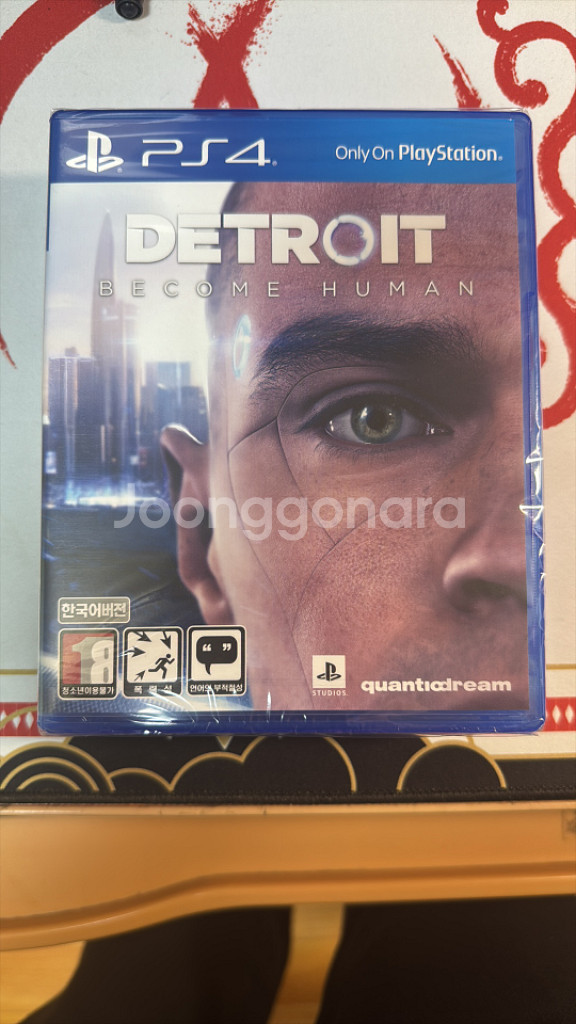 PS4
Only On PlayStation®
DETROIT
BECOME HUMAN
Joonggonara
한국어버전
18
청소년이용불가
폭력성
언어의 부적절성
STUDIOS
quanticdream